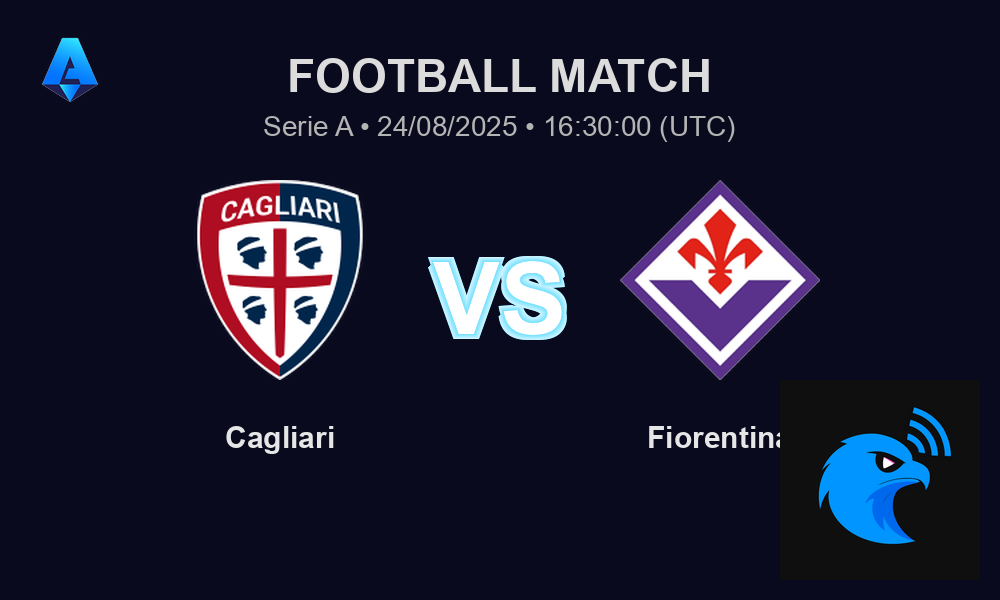 FOOTBALL MATCH
Serie A • 24/08/2025 • 16:30:00 (UTC)
CAGLIARI
VS
Cagliari
Fiorentina